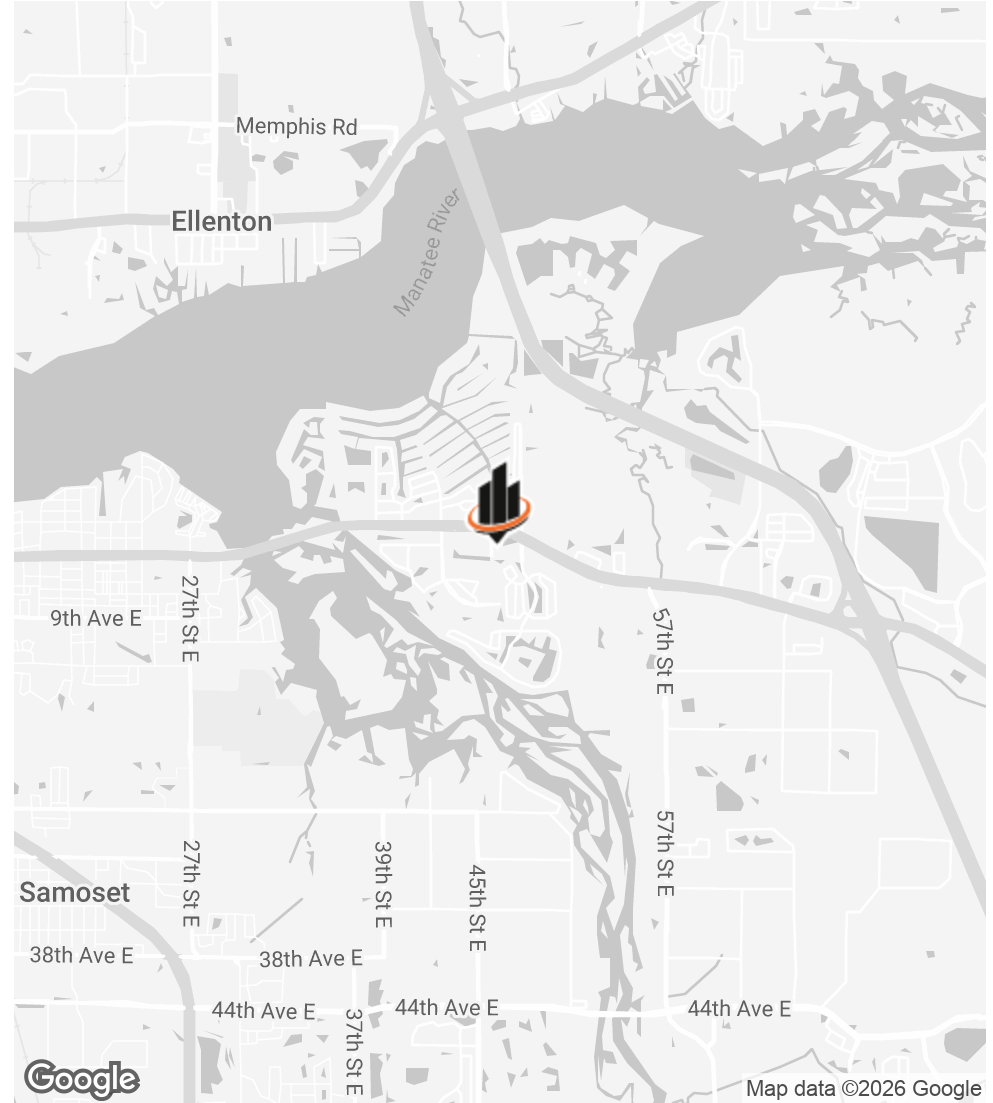 Memphis Rd
Ellenton
Manatee River
27th St E
9th Ave E
57th St E
57th St E
27th St E
39th St E
45th St E
Samoset
38th Ave E
38th Ave E
44th Ave E
44th Ave E
44th Ave E
37th St E
Google
Map data ©2026 Google